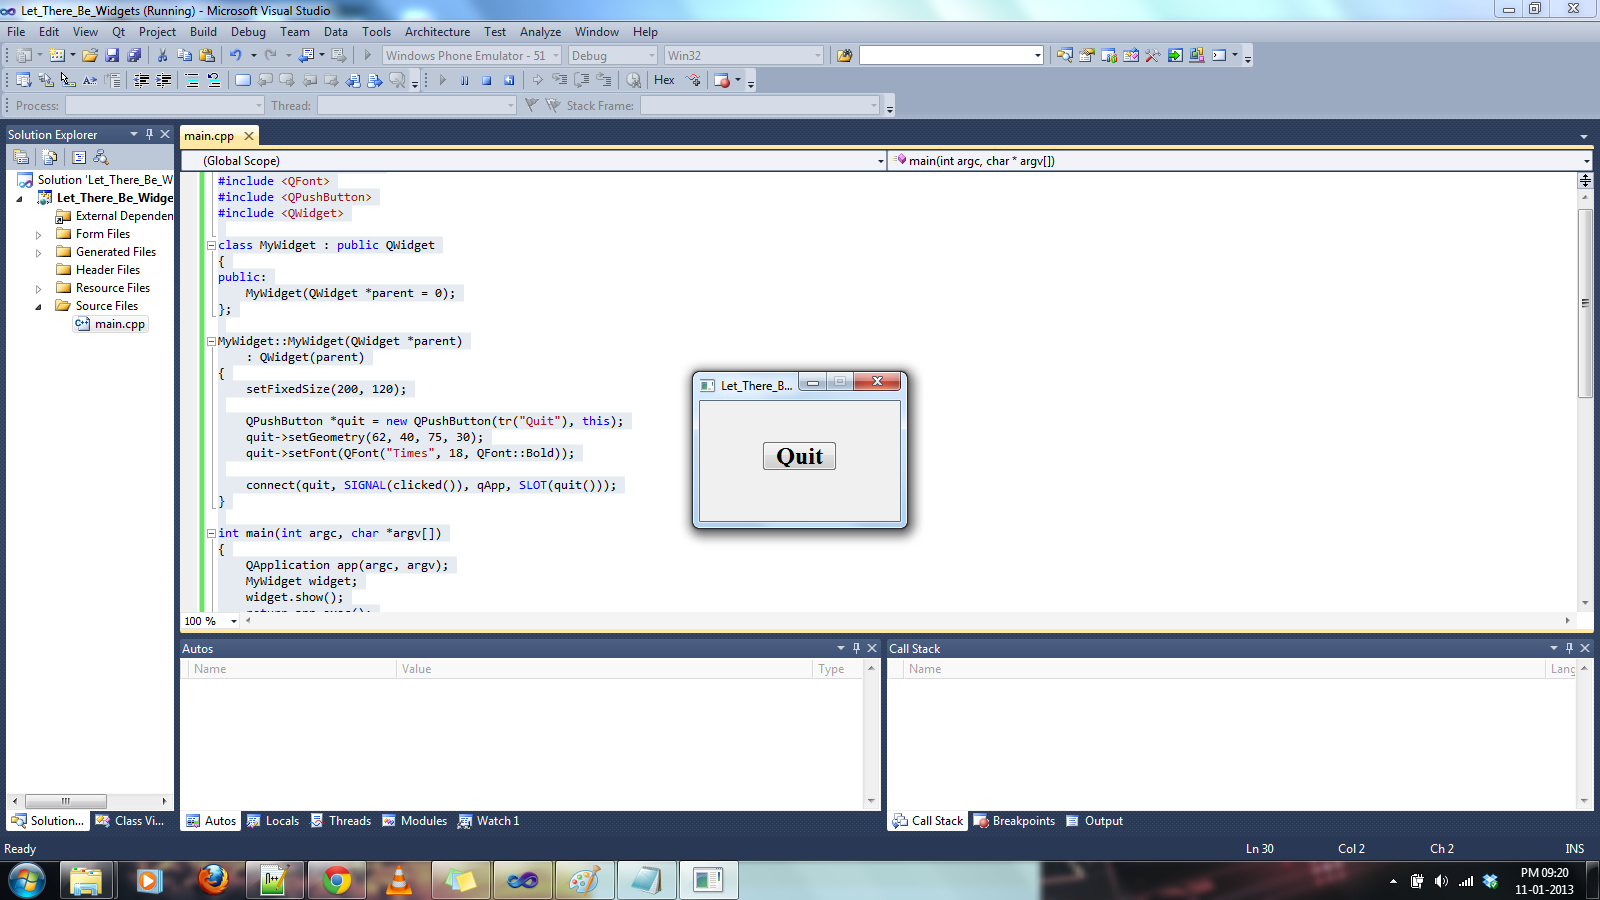 Let_There_Be_Widgets (Running) - Microsoft Visual Studio
File Edit View Qt Project Build Debug Team Data Tools Architecture Test Analyze Window Help
Windows Phone Emulator - 51 Debug Win32
Hex
Process: Thread: Stack Frame:
Solution Explorer
main.cpp
(Global Scope) main(int argc, char * argv[])
Solution 'Let_There_Be_W
Let_There_Be_Widge
External Dependen
Form Files
Generated Files
Header Files
Resource Files
Source Files
main.cpp
#include <QFont>
#include <QPushButton>
#include <QWidget>
class MyWidget : public QWidget
{
public:
MyWidget(QWidget *parent = 0);
};
MyWidget::MyWidget(QWidget *parent)
: QWidget(parent)
{
setFixedSize(200, 120);
QPushButton *quit = new QPushButton(tr("Quit"), this);
quit->setGeometry(62, 40, 75, 30);
quit->setFont(QFont("Times", 18, QFont::Bold));
connect(quit, SIGNAL(clicked()), qApp, SLOT(quit()));
}
int main(int argc, char *argv[])
{
QApplication app(argc, argv);
MyWidget widget;
widget.show();
Let_There_B...
Quit
100 %
Autos
Name Value Type
Call Stack
Name Lang
Solution... Class Vi...
Autos Locals Threads Modules Watch 1
Call Stack Breakpoints Output
Ready Ln 30 Col 2 Ch 2 INS
PM 09:20
11-01-2013